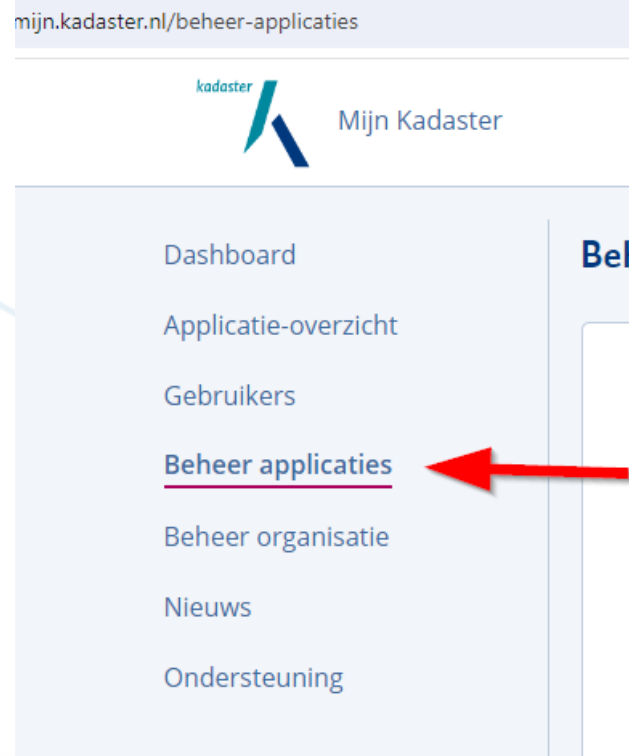 mijn.kadaster.nl/beheer-applicaties
kadaster
Mijn Kadaster
Dashboard
Applicatie-overzicht
Gebruikers
Beheer applicaties
Beheer organisatie
Nieuws
Ondersteuning